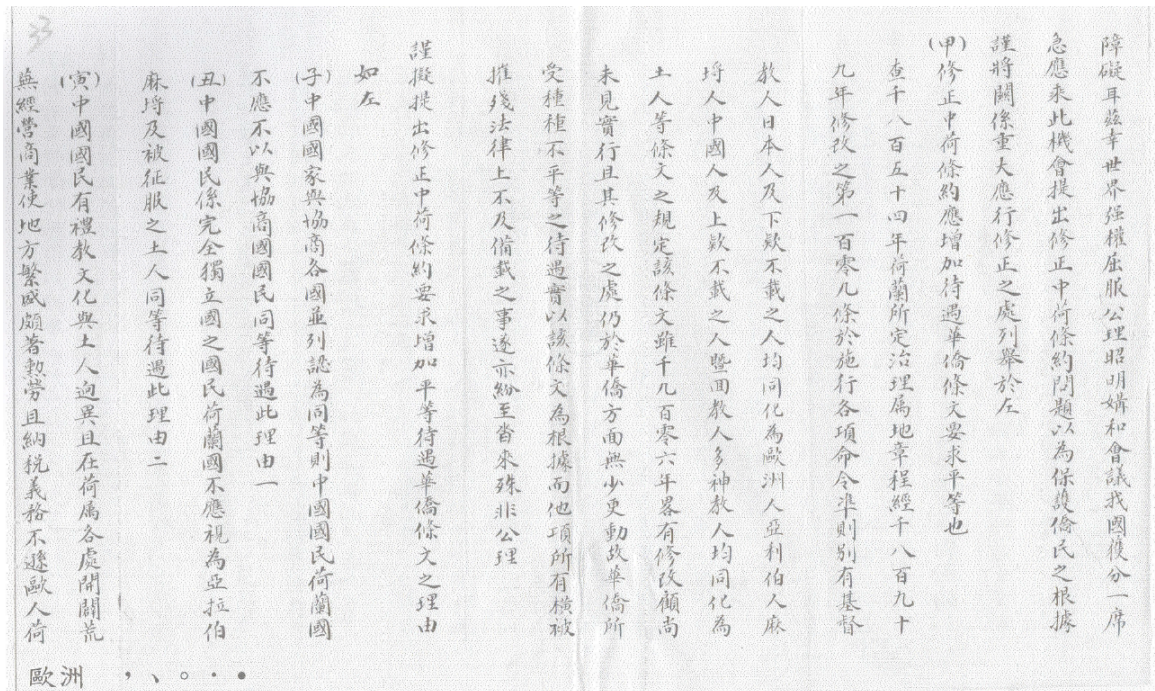 障礙耳茲幸世界强權屈服公理昭明媾和會議我國獲分一席
急應乘此機會提出修正中荷條約問題以為保護僑民之根據
謹將關係重大應行修正之處列舉於左
(甲)修正中荷條約應增加待遇華僑條文要求平等也
查千八百五十四年荷蘭所定治理属地章程經千八百九十
九年修改之第一百零九條於施行各項命令準則別有基督
教人日本人及下欵不載之人均同化為歐洲人亞利伯人麻
埒人中國人及上欵不載之人曁回教人多神教人均同化為
土人等條文之規定該條文雖千九百零六年畧有修改顧尚
未見實行且其修改之處仍於華僑方面無少更動故華僑所
受種種不平等之待遇實以該條文為根據而他項所有横被
摧殘法律上不及備載之事遂亦紛至沓來殊非公理
謹擬提出修正中荷條約要求增加平等待遇華僑條文之理由
如左
(子)中國國家與協商各國並列認為同等則中國國民荷蘭國
不應不以與協商國國民同等待遇此理由一
(丑)中國國民係完全獨立國之國民荷蘭國不應視為亞拉伯
麻埒及被征服之土人同等待遇此理由二
(寅)中國國民有禮教文化與土人迥異且在荷属各處開闢荒
蕪經營商業使地方繁盛頗著勲勞且納税義務不遜歐人荷
33
歐洲 ，、。．•